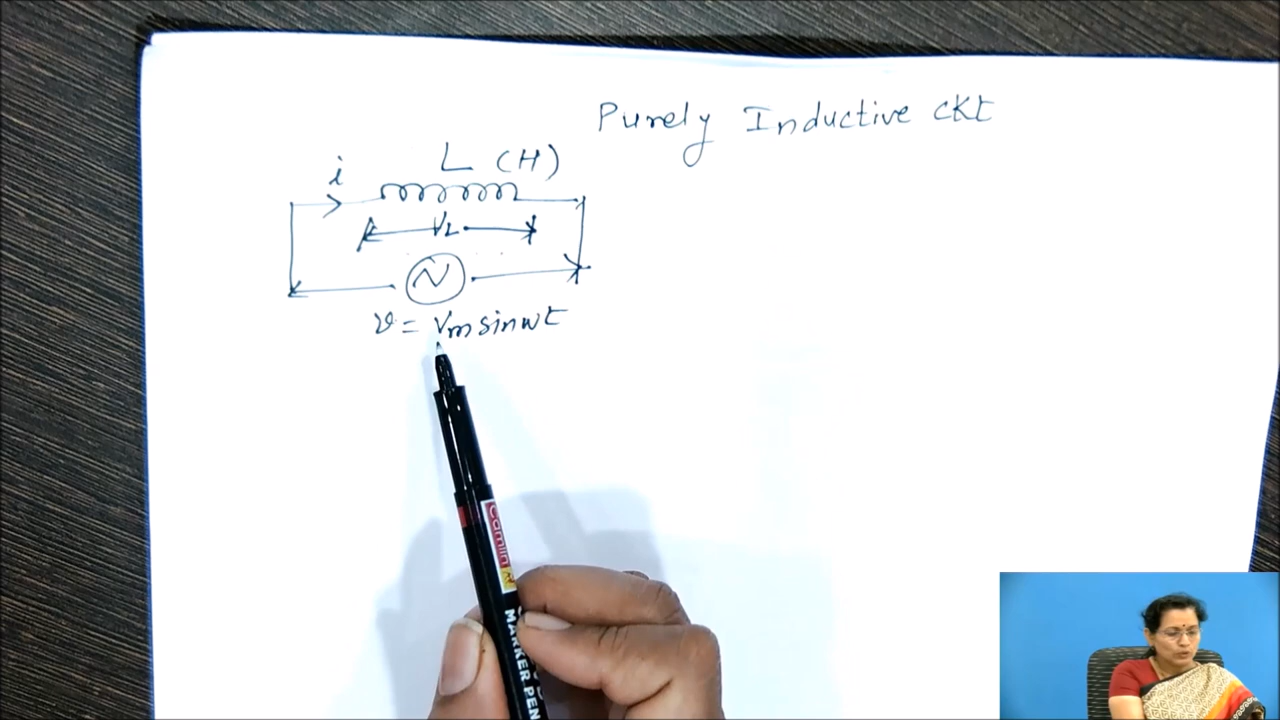 Purely Inductive ckt
L (H)
i
VL
v = Vm sinwt
Camlin
MARKER PEN